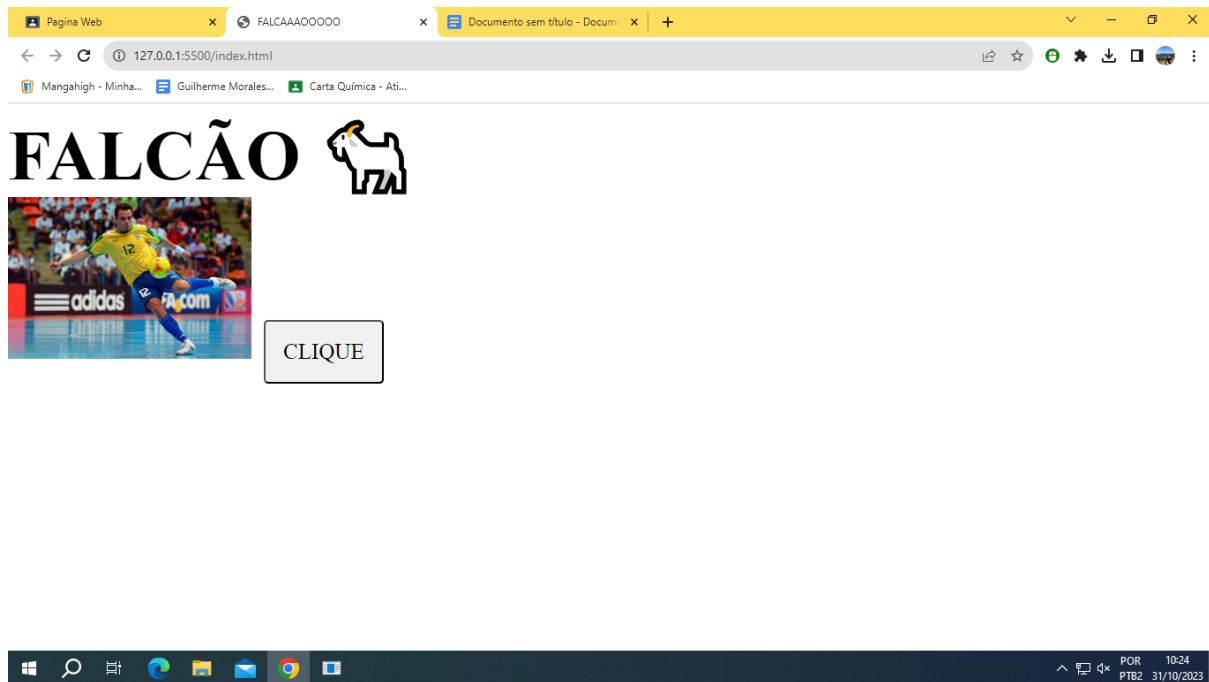 Pagina Web
FALCAAAOOOOO
Documento sem título - Docum
127.0.0.1:5500/index.html
Mangahigh - Minha...
Guilherme Morales...
Carta Química - Ati...
FALCÃO
12
12
adidas
FA.com
CLIQUE
POR
10:24
PTB2
31/10/2023